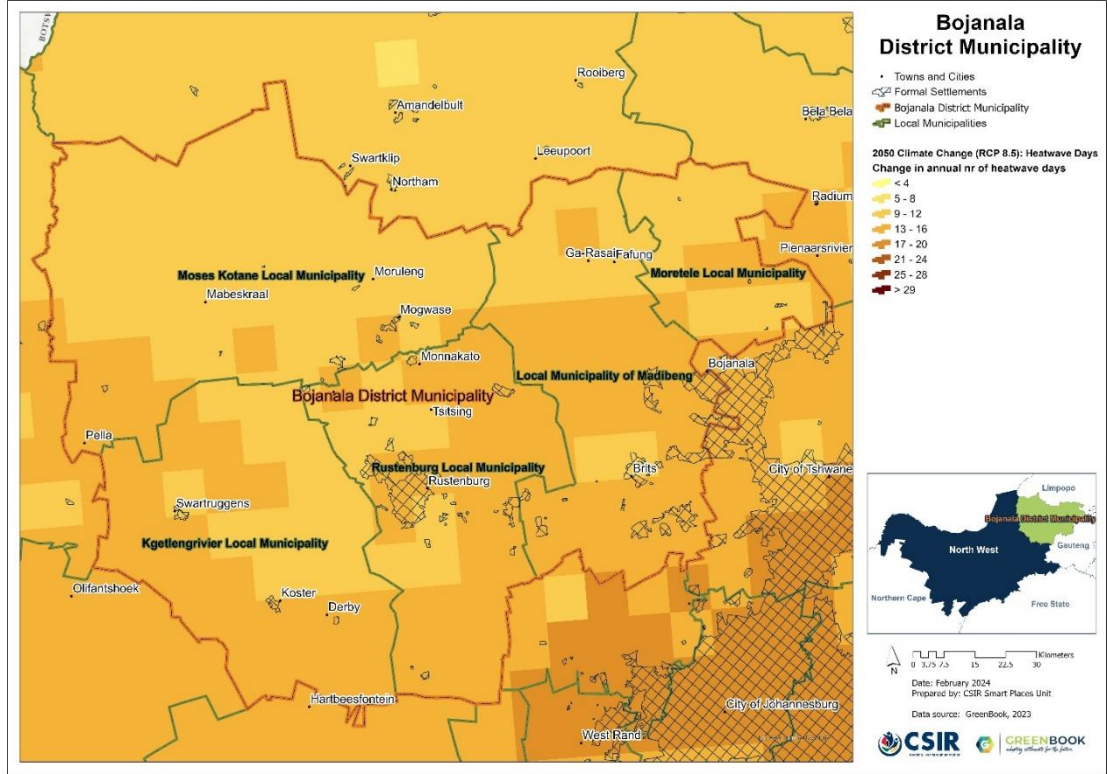 Bojanala
District Municipality
Towns and Cities
Formal Settlements
Bojanala District Municipality
Local Municipalities
2050 Climate Change (RCP 8.5): Heatwave Days
Change in annual nr of heatwave days
< 4
5 - 8
9 - 12
13 - 16
17 - 20
21 - 24
25 - 28
> 29
Rooiberg
Amandelbult
Bela Bela
Swartklip
Leeupoort
Northam
Radium
Ga-Rasai
Fafung
Pienaarsrivier
Moses Kotane Local Municipality
Moruleng
Moretele Local Municipality
Mabeskraal
Mogwase
Monnakato
Bojanala
Local Municipality of Madibeng
Bojanala District Municipality
Tsitsing
Pella
Rustenburg Local Municipality
Brits
City of Tshwane
Rustenburg
Swartruggens
Kgetlengrivier Local Municipality
Olifantshoek
Koster
Derby
Hartbeesfontein
City of Johannesburg
West Rand
Limpopo
Bojanala District Municipality
North West
Gauteng
Northern Cape
Free State
N
Kilometers
0 3.75 7.5 15 22.5 30
Date: February 2024
Prepared by: CSIR Smart Places Unit
Data source: GreenBook, 2023
CSIR
GREENBOOK
adapting settlements for the future